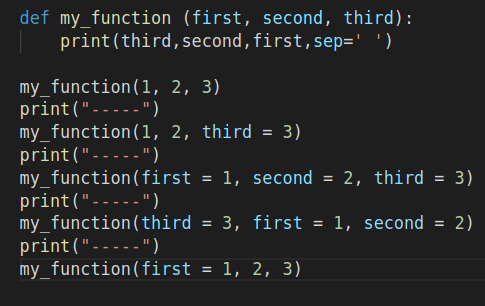 def my_function (first, second, third):
    print(third,second,first,sep=' ')

my_function(1, 2, 3)
print("-----")
my_function(1, 2, third = 3)
print("-----")
my_function(first = 1, second = 2, third = 3)
print("-----")
my_function(third = 3, first = 1, second = 2)
print("-----")
my_function(first = 1, 2, 3)